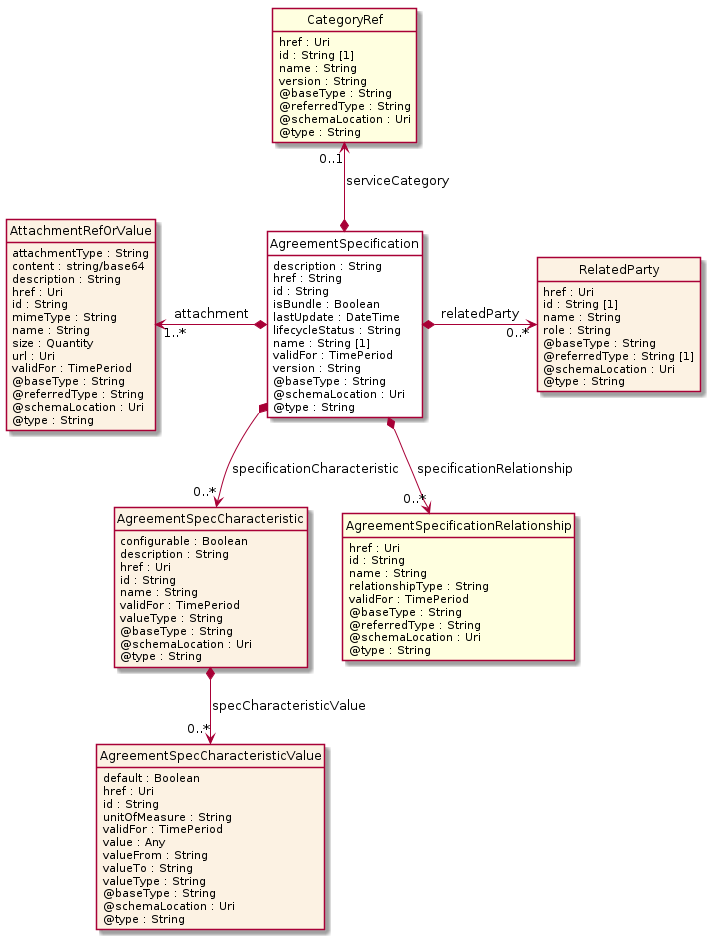 CategoryRef
href : Uri
id : String [1]
name : String
version : String
@baseType : String
@referredType : String
@schemaLocation : Uri
@type : String
0..1
serviceCategory
AttachmentRefOrValue
attachmentType : String
content : string/base64
description : String
href : Uri
id : String
mimeType : String
name : String
size : Quantity
url : Uri
validFor : TimePeriod
@baseType : String
@referredType : String
@schemaLocation : Uri
@type : String
attachment
1..*
AgreementSpecification
description : String
href : String
id : String
isBundle : Boolean
lastUpdate : DateTime
lifecycleStatus : String
name : String [1]
validFor : TimePeriod
version : String
@baseType : String
@schemaLocation : Uri
@type : String
relatedParty
0..*
RelatedParty
href : Uri
id : String [1]
name : String
role : String
@baseType : String
@referredType : String [1]
@schemaLocation : Uri
@type : String
specificationCharacteristic
0..*
specificationRelationship
0..*
AgreementSpecCharacteristic
configurable : Boolean
description : String
href : Uri
id : String
name : String
validFor : TimePeriod
valueType : String
@baseType : String
@schemaLocation : Uri
@type : String
AgreementSpecificationRelationship
href : Uri
id : String
name : String
relationshipType : String
validFor : TimePeriod
@baseType : String
@referredType : String
@schemaLocation : Uri
@type : String
specCharacteristicValue
0..*
AgreementSpecCharacteristicValue
default : Boolean
href : Uri
id : String
unitOfMeasure : String
validFor : TimePeriod
value : Any
valueFrom : String
valueTo : String
valueType : String
@baseType : String
@schemaLocation : Uri
@type : String